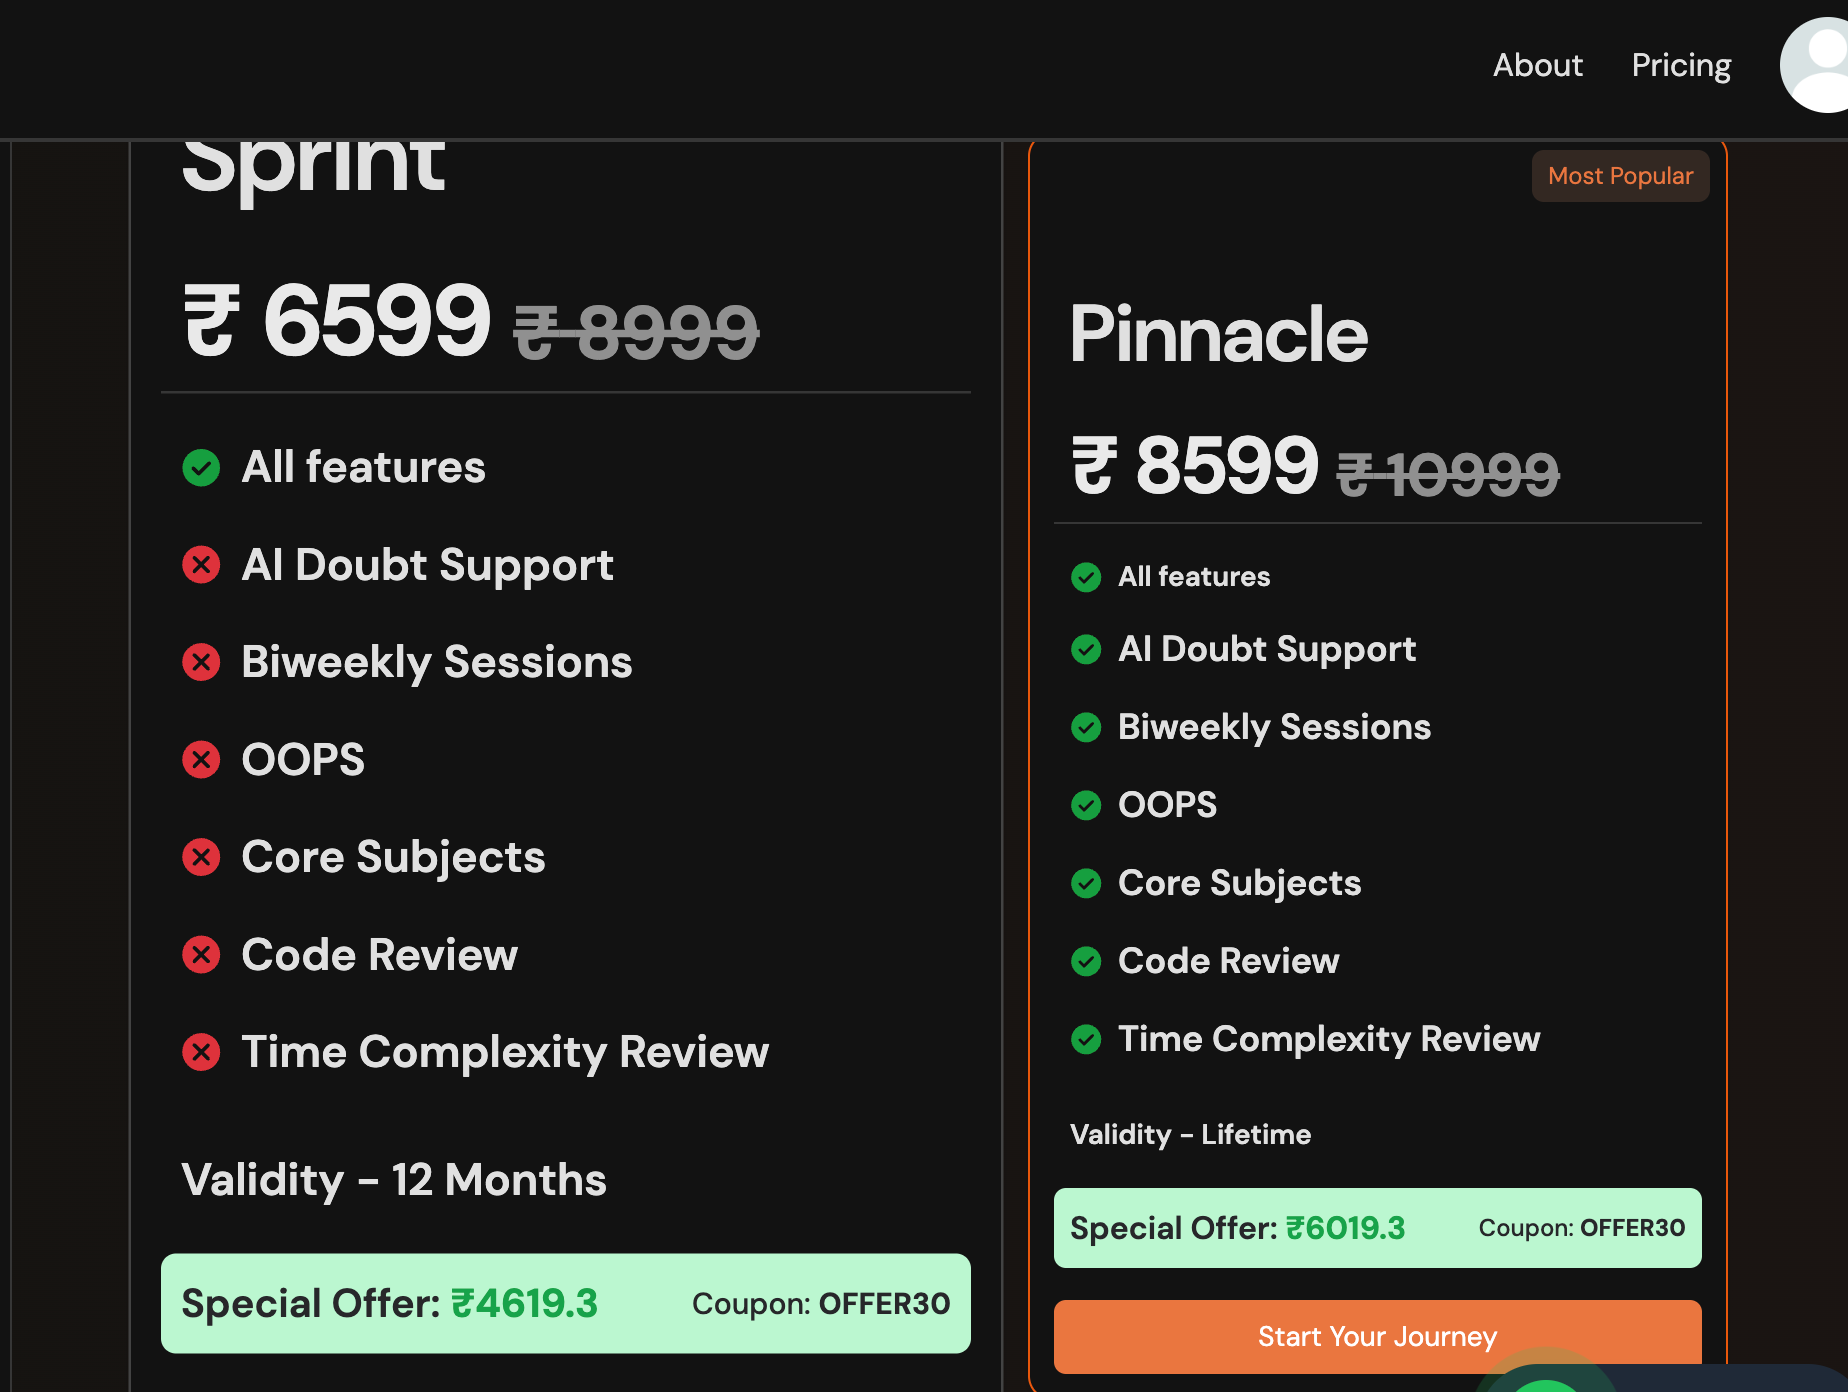 About Pricing
Sprint
₹ 6599 ₹ 8999
All features
AI Doubt Support
Biweekly Sessions
OOPS
Core Subjects
Code Review
Time Complexity Review
Validity - 12 Months
Special Offer: ₹4619.3 Coupon: OFFER30
Most Popular
Pinnacle
₹ 8599 ₹ 10999
All features
AI Doubt Support
Biweekly Sessions
OOPS
Core Subjects
Code Review
Time Complexity Review
Validity - Lifetime
Special Offer: ₹6019.3 Coupon: OFFER30
Start Your Journey